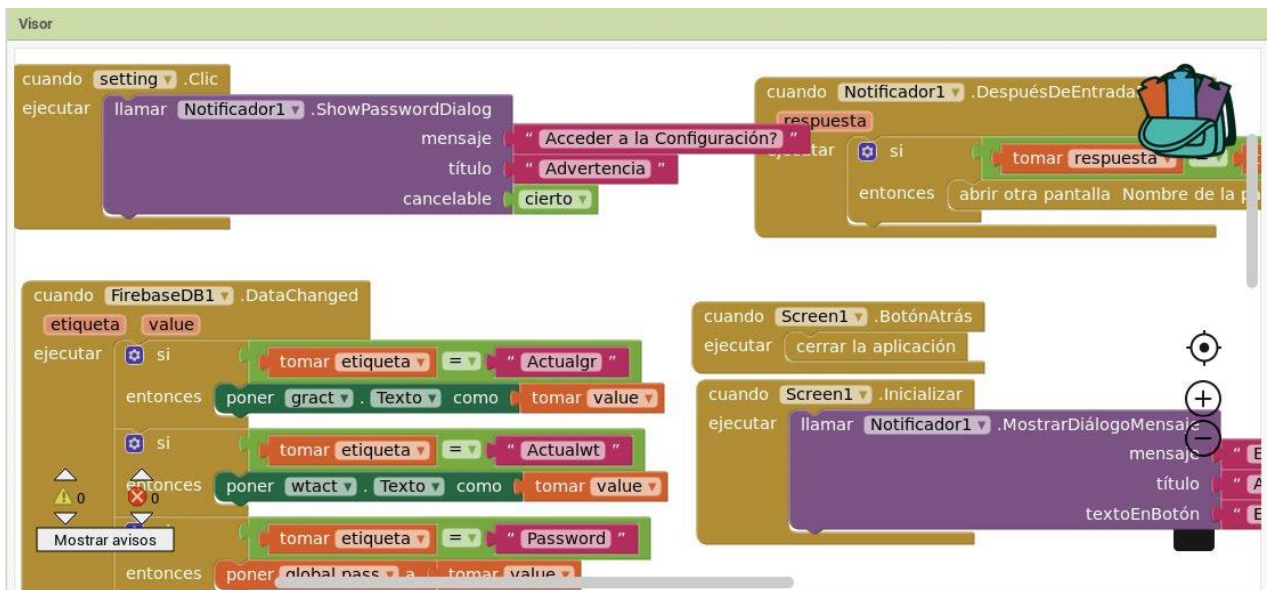 Visor
cuando setting .Clic
ejecutar llamar Notificador1 .ShowPasswordDialog
mensaje " Acceder a la Configuración? "
título " Advertencia "
cancelable cierto
cuando Notificador1 .DespuésDeEntrada
respuesta
si tomar respuesta =
entonces abrir otra pantalla Nombre de la
cuando FirebaseDB1 .DataChanged
etiqueta value
ejecutar si tomar etiqueta = " Actualgr "
entonces poner gract . Texto como tomar value
si tomar etiqueta = " Actualwt "
entonces poner wtact . Texto como tomar value
si tomar etiqueta = " Password "
entonces poner global pass a tomar value
cuando Screen1 .BotónAtrás
ejecutar cerrar la aplicación
cuando Screen1 .Inicializar
ejecutar llamar Notificador1 .MostrarDiálogoMensaje
mensaje " E
título " A
textoEnBotón " E
0 0
Mostrar avisos